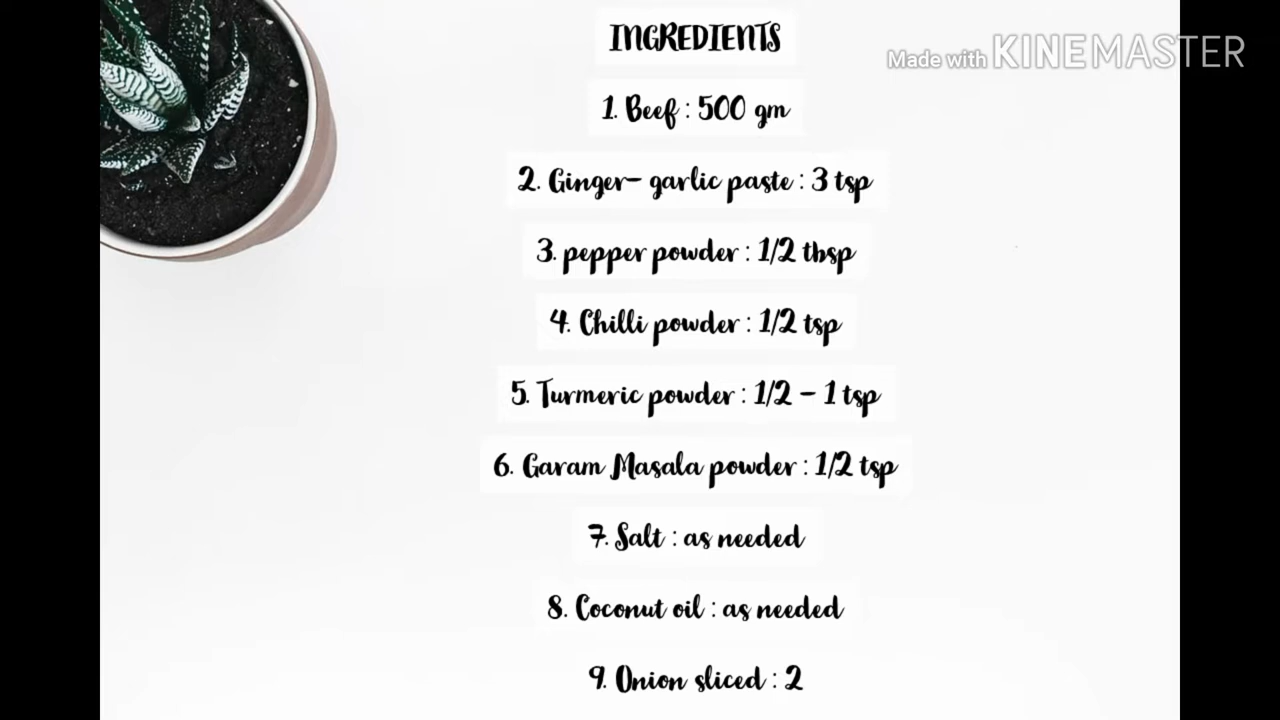 INGREDIENTS
Made with KINEMASTER
1. Beef : 500 gm
2. Ginger- garlic paste : 3 tsp
3. pepper powder : 1/2 tbsp
4. Chilli powder : 1/2 tsp
5. Turmeric powder : 1/2 - 1 tsp
6. Garam Masala powder : 1/2 tsp
7. Salt : as needed
8. Coconut oil : as needed
9. Onion sliced : 2